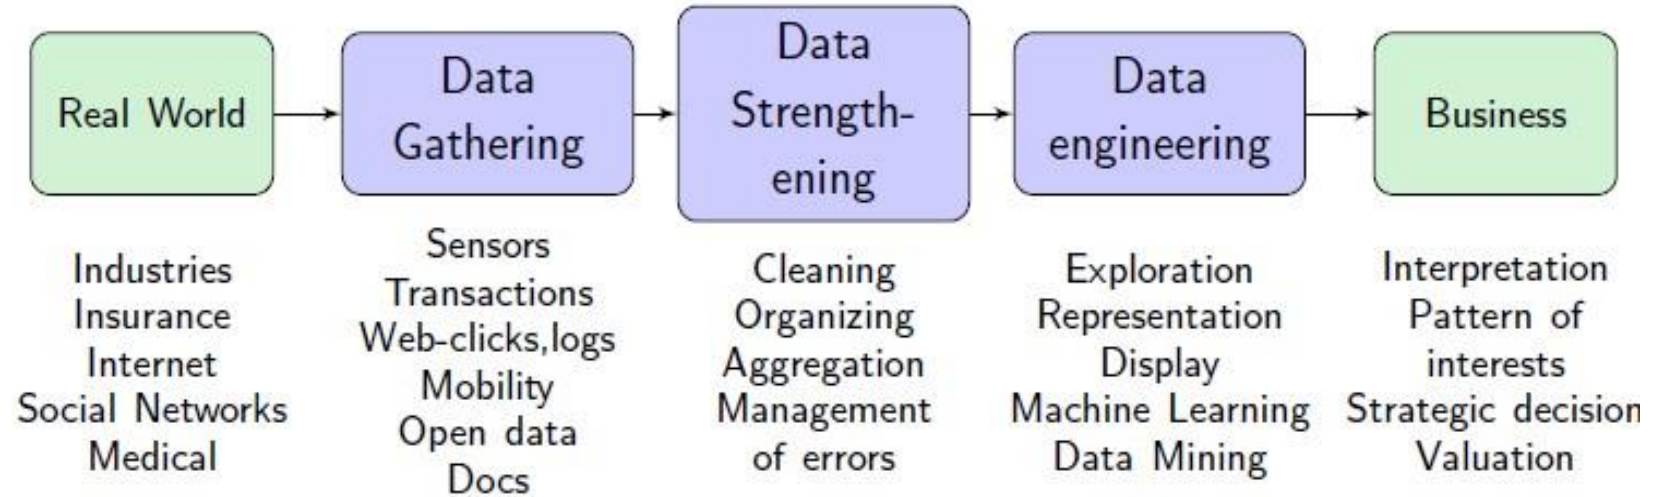 Real World
Data
Gathering
Data
Strength-
ening
Data
engineering
Business
Industries
Insurance
Internet
Social Networks
Medical
Sensors
Transactions
Web-clicks,logs
Mobility
Open data
Docs
Cleaning
Organizing
Aggregation
Management
of errors
Exploration
Representation
Display
Machine Learning
Data Mining
Interpretation
Pattern of
interests
Strategic decision
Valuation